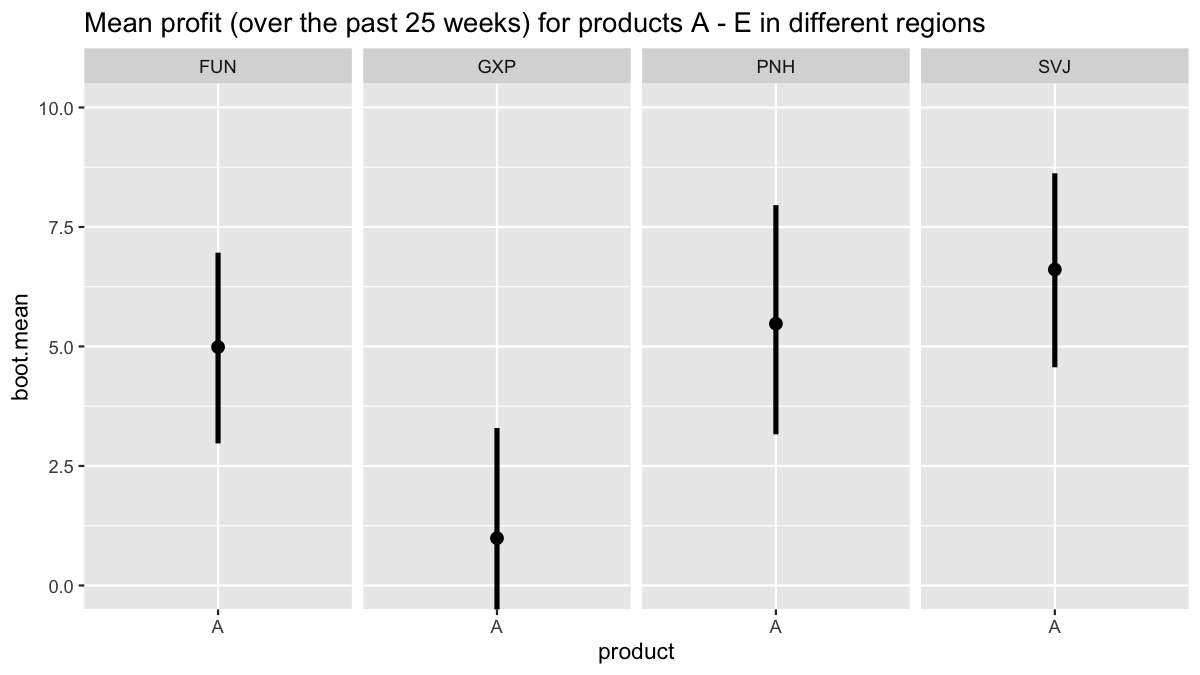 Mean profit (over the past 25 weeks) for products A - E in different regions
FUN GXP PNH SVJ
10.0
7.5
5.0
2.5
0.0
boot.mean
A A A A
product